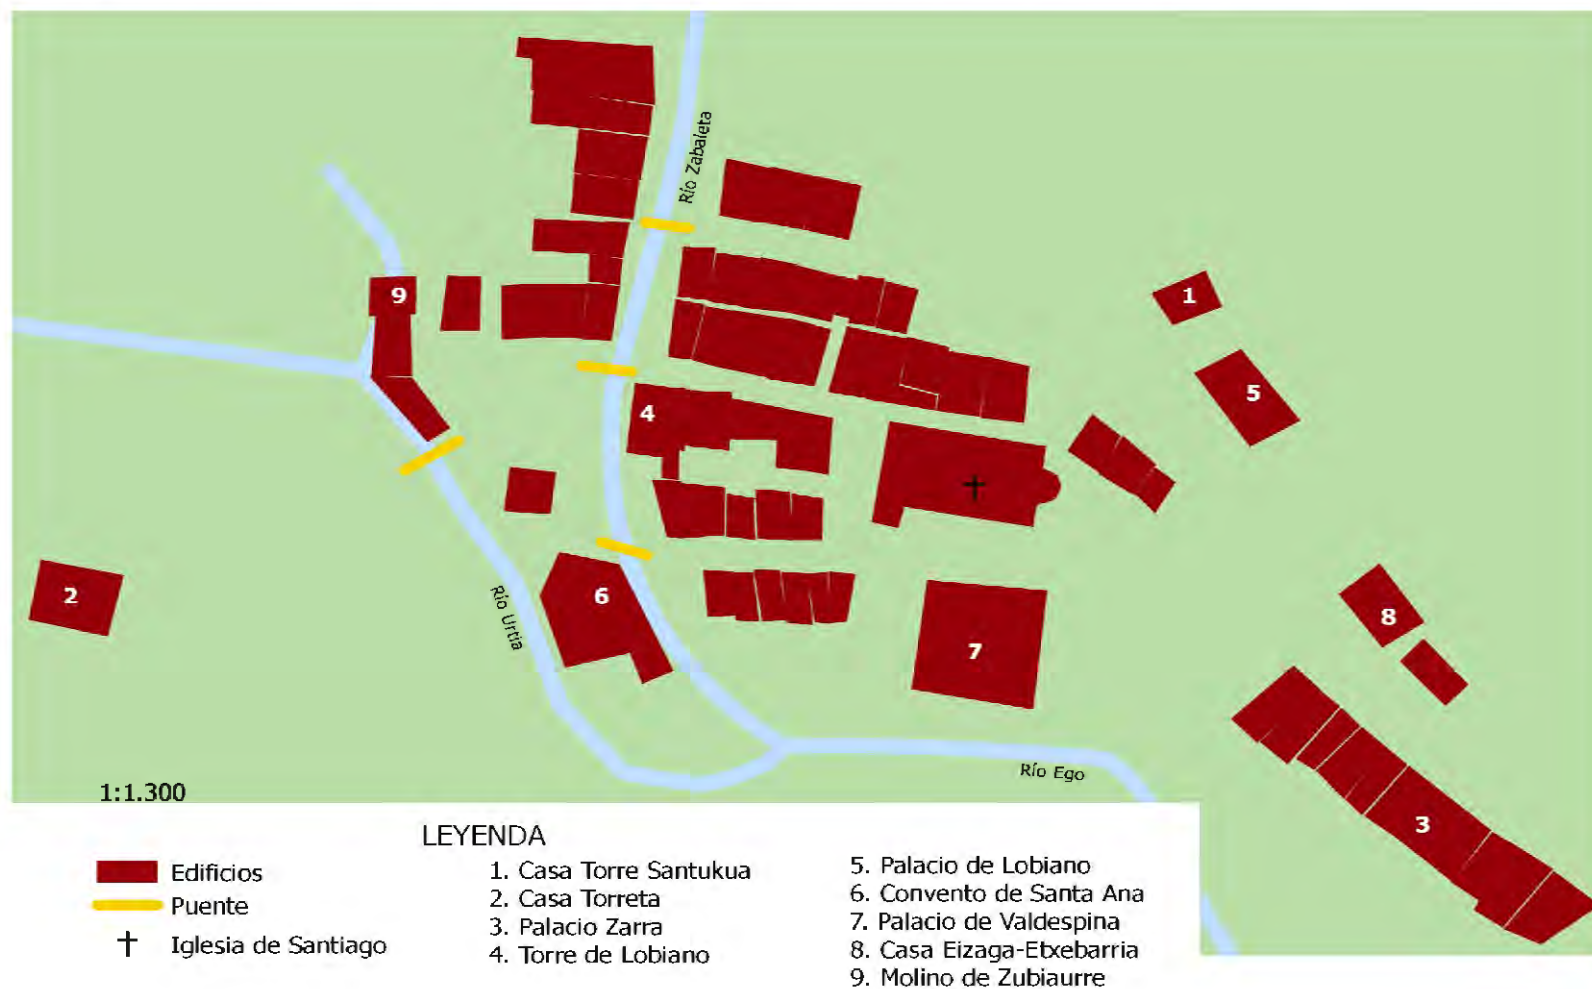 Río Zabaleta
9
1
5
4
2
6
Río Urtia
7
8
Río Ego
3
1:1.300
LEYENDA
Edificios
Puente
Iglesia de Santiago
1. Casa Torre Santukua
2. Casa Torreta
3. Palacio Zarra
4. Torre de Lobiano
5. Palacio de Lobiano
6. Convento de Santa Ana
7. Palacio de Valdespina
8. Casa Eizaga-Etxebarria
9. Molino de Zubiaurre